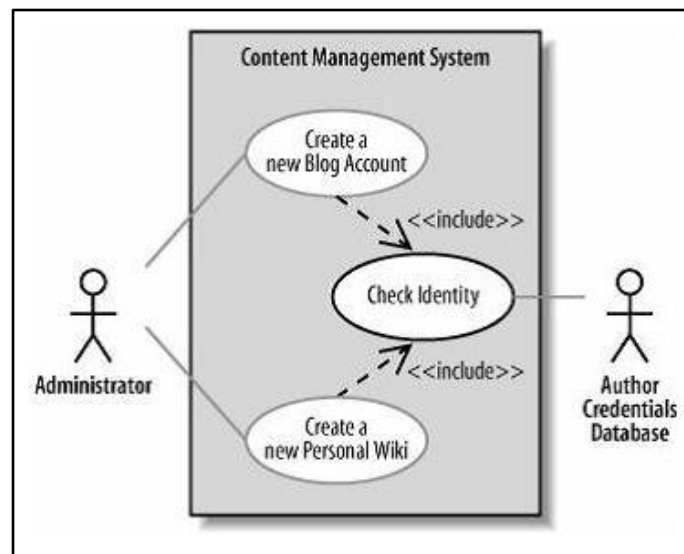 Content Management System
Create a
new Blog Account
<<include>>
Check Identity
Administrator
<<include>>
Author
Credentials
Database
Create a
new Personal Wiki